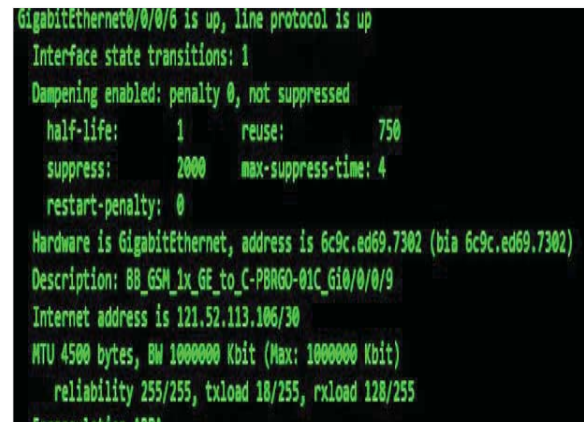 GigabitEthernet0/0/0/6 is up, line protocol is up
Interface state transitions: 1
Dampening enabled: penalty 0, not suppressed
half-life: 1 reuse: 750
suppress: 2000 max-suppress-time: 4
restart-penalty: 0
Hardware is GigabitEthernet, address is 6c9c.ed69.7302 (bia 6c9c.ed69.7302)
Description: BB_GSM_1x_GE_to_C-PBRGO-01C_Gi0/0/0/9
Internet address is 121.52.113.106/30
MTU 4500 bytes, BW 1000000 Kbit (Max: 1000000 Kbit)
reliability 255/255, txload 18/255, rxload 128/255